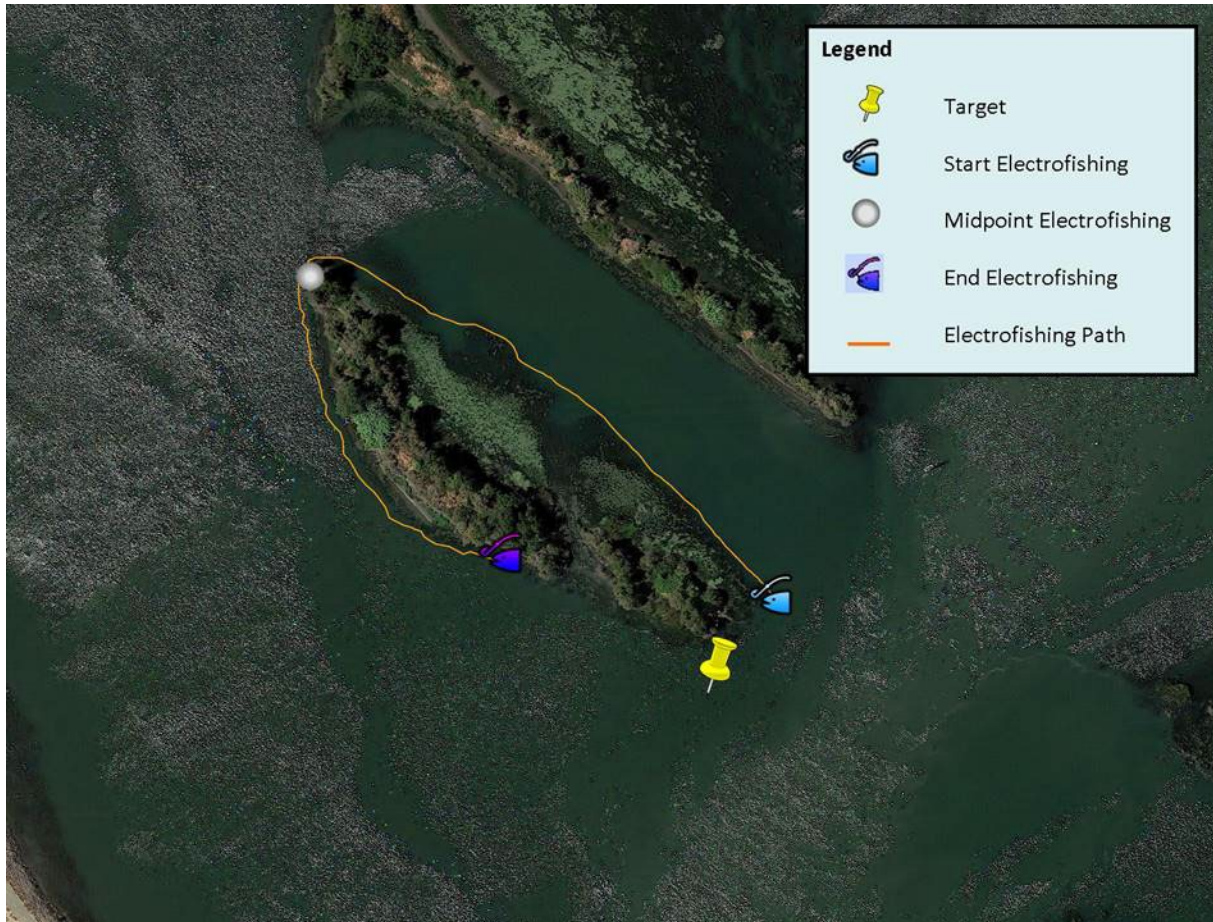 Legend
Target
Start Electrofishing
Midpoint Electrofishing
End Electrofishing
Electrofishing Path